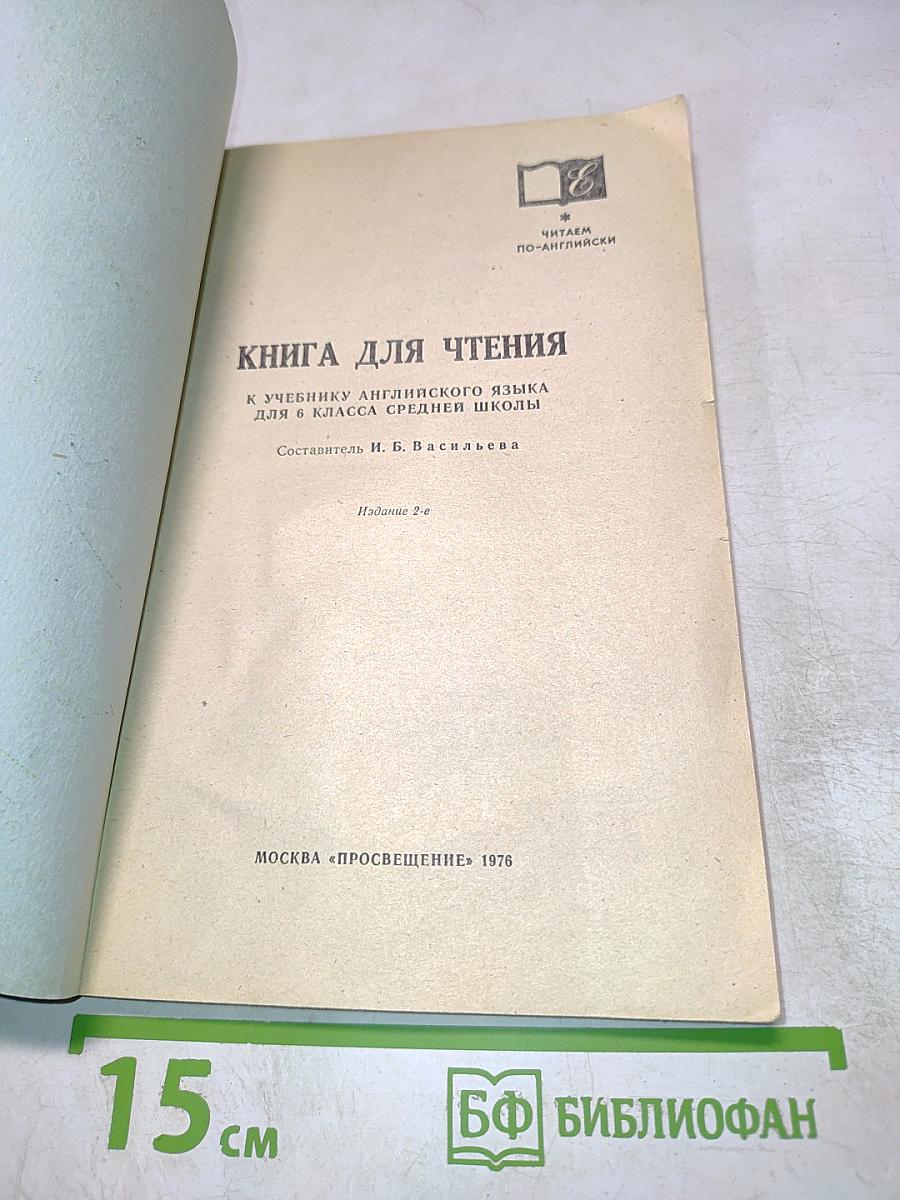 Е
*
ЧИТАЕМ
ПО-АНГЛИЙСКИ
КНИГА ДЛЯ ЧТЕНИЯ
К УЧЕБНИКУ АНГЛИЙСКОГО ЯЗЫКА
ДЛЯ 6 КЛАССА СРЕДНЕЙ ШКОЛЫ
Составитель И. Б. Васильева
Издание 2-е
МОСКВА «ПРОСВЕЩЕНИЕ» 1976
15 см
БФ БИБЛИОФАН